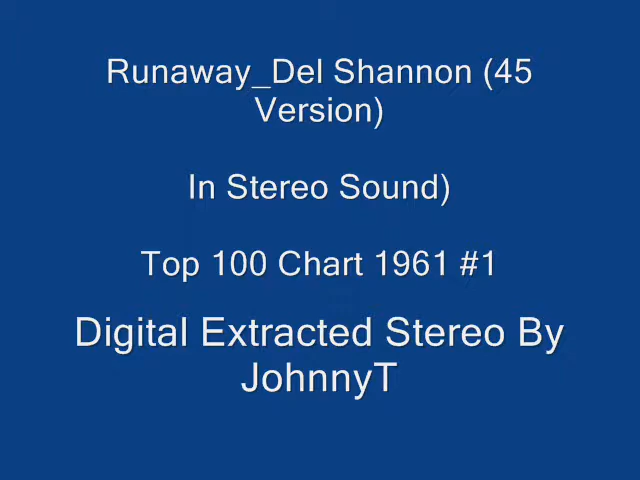 Runaway_Del Shannon (45
Version)
In Stereo Sound)
Top 100 Chart 1961 #1
Digital Extracted Stereo By
JohnnyT